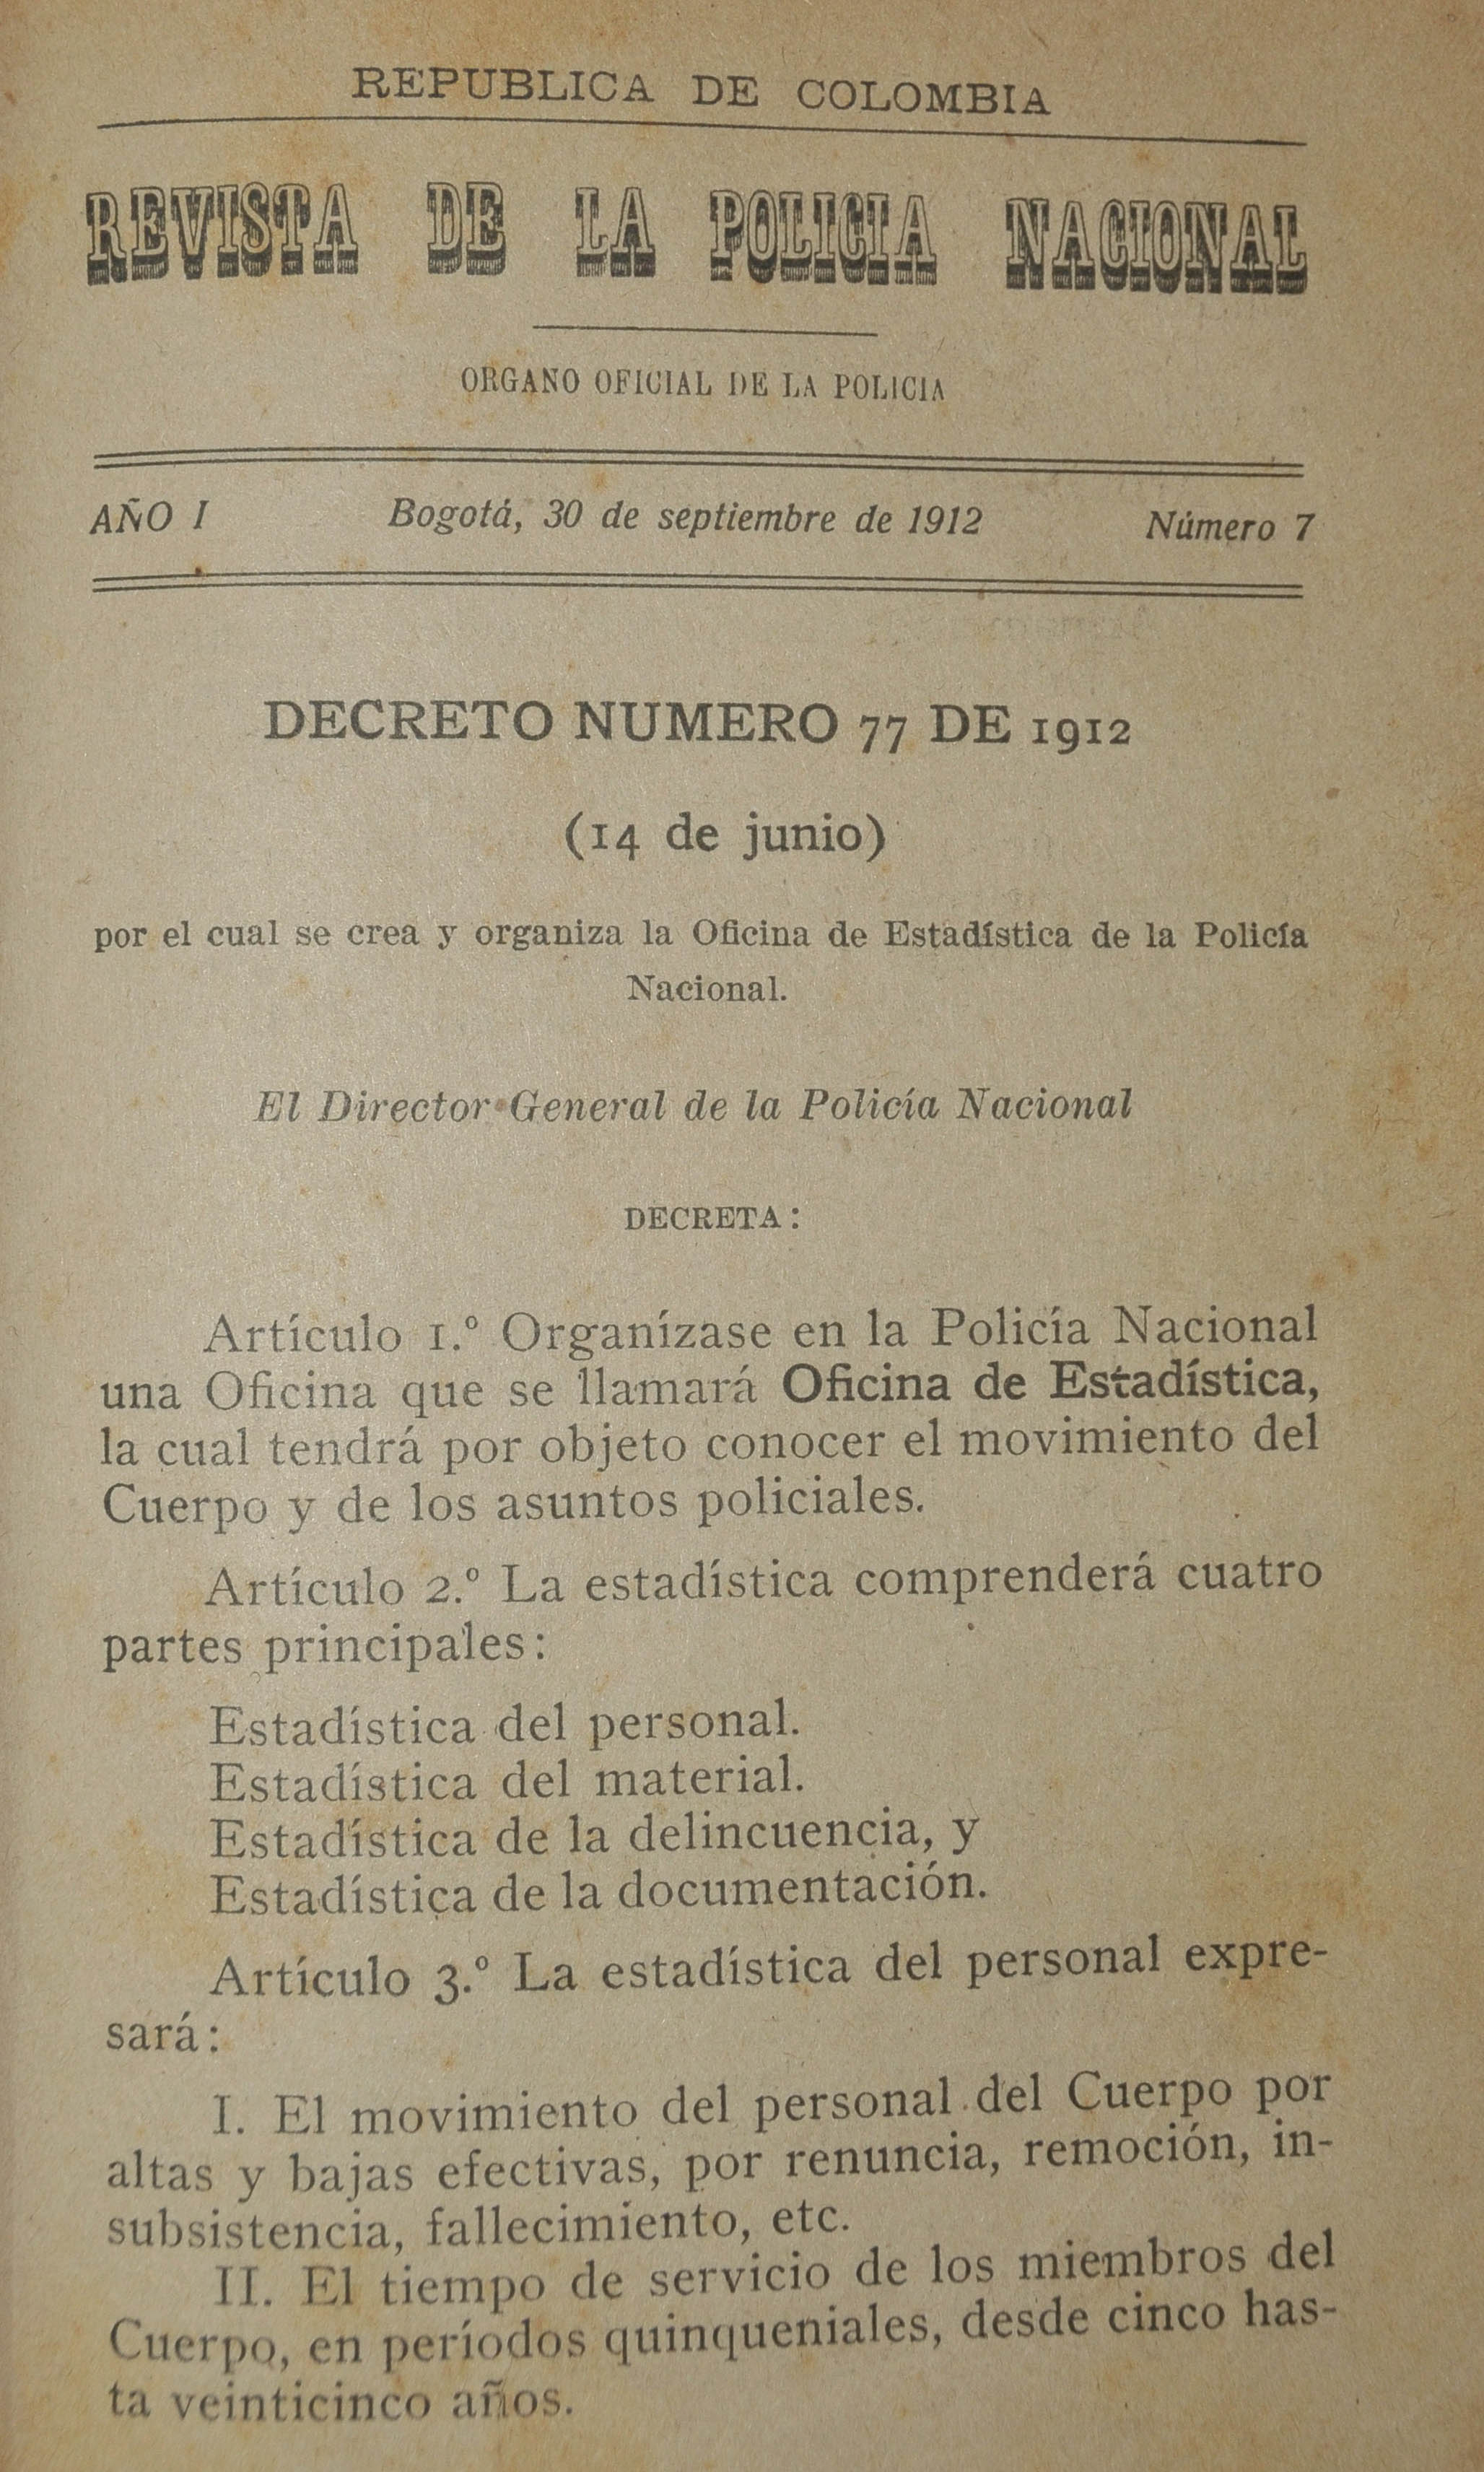 REPUBLICA DE COLOMBIA
REVISTA DE LA POLICIA NACIONAL
ORGANO OFICIAL DE LA POLICIA
AÑO I Bogotá, 30 de septiembre de 1912 Número 7
DECRETO NUMERO 77 DE 1912
(14 de junio)
por el cual se crea y organiza la Oficina de Estadística de la Policía
Nacional.
El Director General de la Policía Nacional
DECRETA:
Artículo 1.º Organízase en la Policía Nacional
una Oficina que se llamará Oficina de Estadística,
la cual tendrá por objeto conocer el movimiento del
Cuerpo y de los asuntos policiales.
Artículo 2.º La estadística comprenderá cuatro
partes principales:
Estadística del personal.
Estadística del material.
Estadística de la delincuencia, y
Estadística de la documentación.
Artículo 3.º La estadística del personal expre-
sará:
I. El movimiento del personal del Cuerpo por
altas y bajas efectivas, por renuncia, remoción, in-
subsistencia, fallecimiento, etc.
II. El tiempo de servicio de los miembros del
Cuerpo, en períodos quinqueniales, desde cinco has-
ta veinticinco años.